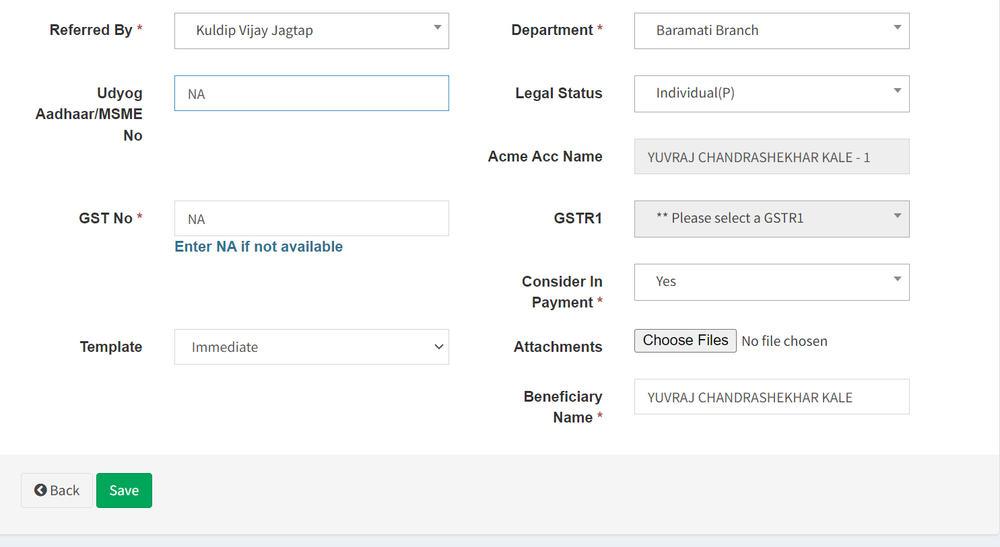 Referred By *
Kuldip Vijay Jagtap
Department *
Baramati Branch
Udyog
Aadhaar/MSME
No
NA
Legal Status
Individual(P)
Acme Acc Name
YUVRAJ CHANDRASHEKHAR KALE - 1
GST No *
NA
Enter NA if not available
GSTR1
** Please select a GSTR1
Consider In
Payment *
Yes
Template
Immediate
Attachments
Choose Files No file chosen
Beneficiary
Name *
YUVRAJ CHANDRASHEKHAR KALE
Back
Save